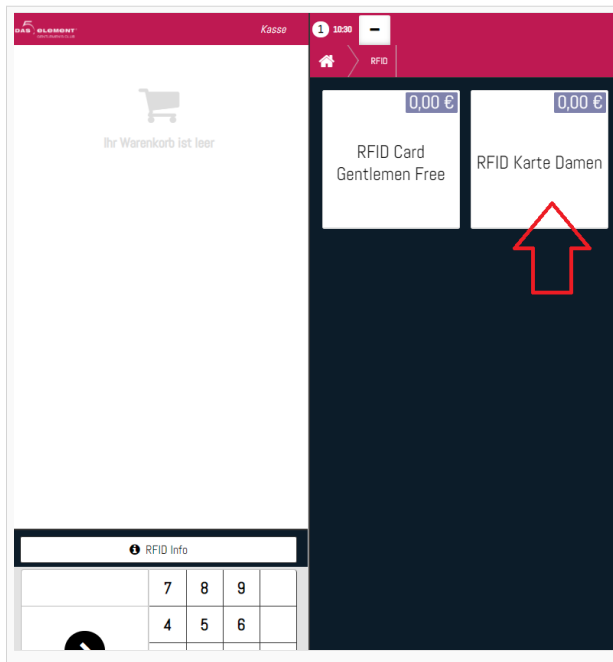 DAS 5 ELEMENT
Kasse
1 10:30
RFID
Ihr Warenkorb ist leer
0,00 €
RFID Card
Gentlemen Free
0,00 €
RFID Karte Damen
RFID Info
7 8 9
4 5 6